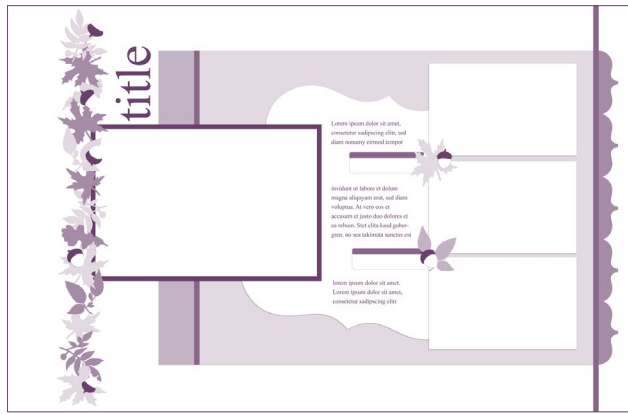 title
Lorem ipsum dolor sit amet,
consetetur sadipscing elitr, sed
diam nonumy eirmod tempor
invidunt ut labore et dolore
magna aliquyam erat, sed diam
voluptua. At vero eos et
accusam et justo duo dolores et
ea rebum. Stet clita kasd guber-
gren, no sea takimata sanctus est
lorem ipsum dolor sit amet.
Lorem ipsum dolor sit amet,
consetetur sadipscing elitr